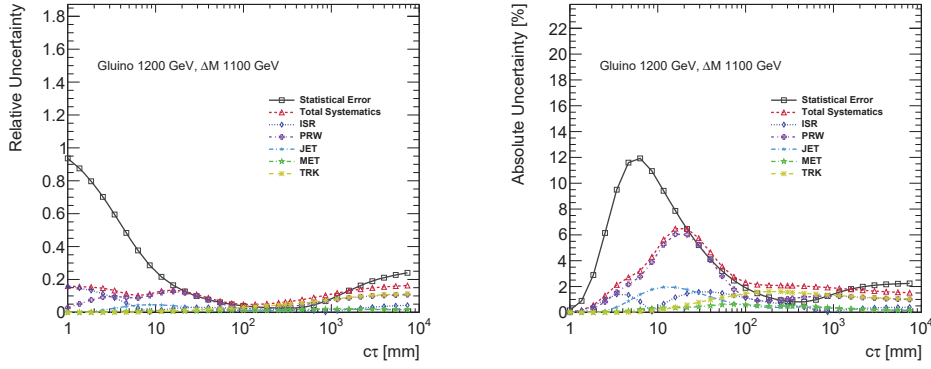 Relative Uncertainty
1.8
1.6
1.4
1.2
1
0.8
0.6
0.4
0.2
0
Gluino 1200 GeV, ΔM 1100 GeV
Statistical Error
Total Systematics
ISR
PRW
JET
MET
TRK
1 10 10² 10³ 10⁴
cτ [mm]
Absolute Uncertainty [%]
22
20
18
16
14
12
10
8
6
4
2
0
Gluino 1200 GeV, ΔM 1100 GeV
Statistical Error
Total Systematics
ISR
PRW
JET
MET
TRK
1 10 10² 10³ 10⁴
cτ [mm]